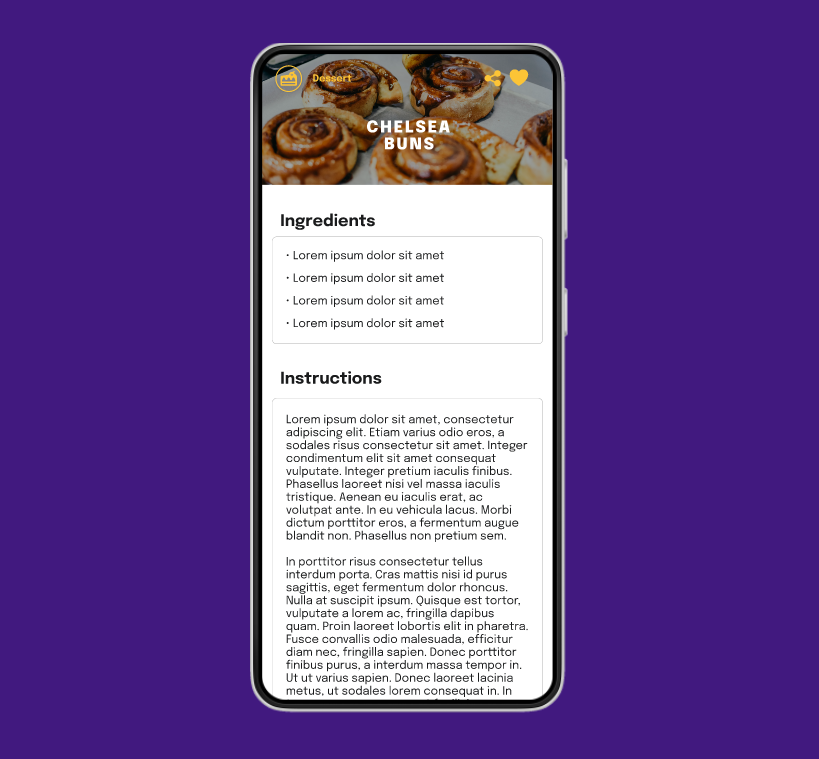 Dessert
CHELSEA
BUNS
Ingredients
• Lorem ipsum dolor sit amet
• Lorem ipsum dolor sit amet
• Lorem ipsum dolor sit amet
• Lorem ipsum dolor sit amet
Instructions
Lorem ipsum dolor sit amet, consectetur
adipiscing elit. Etiam varius odio eros, a
sodales risus consectetur sit amet. Integer
condimentum elit sit amet consequat
vulputate. Integer pretium iaculis finibus.
Phasellus laoreet nisi vel massa iaculis
tristique. Aenean eu iaculis erat, ac
volutpat ante. In eu vehicula lacus. Morbi
dictum porttitor eros, a fermentum augue
blandit non. Phasellus non pretium sem.
In porttitor risus consectetur tellus
interdum porta. Cras mattis nisi id purus
sagittis, eget fermentum dolor rhoncus.
Nulla at suscipit ipsum. Quisque est tortor,
vulputate a lorem ac, fringilla dapibus
quam. Proin laoreet lobortis elit in pharetra.
Fusce convallis odio malesuada, efficitur
diam nec, fringilla sapien. Donec porttitor
finibus purus, a interdum massa tempor in.
Ut ut varius sapien. Donec laoreet lacinia
metus, ut sodales lorem consequat in. In